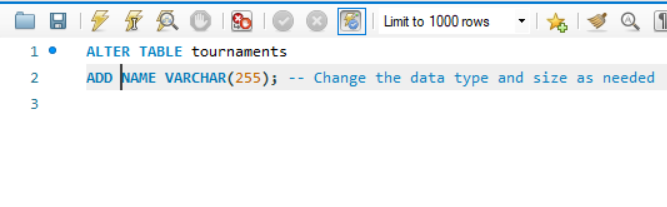 Limit to 1000 rows
1 ALTER TABLE tournaments
2 ADD NAME VARCHAR(255); -- Change the data type and size as needed
3